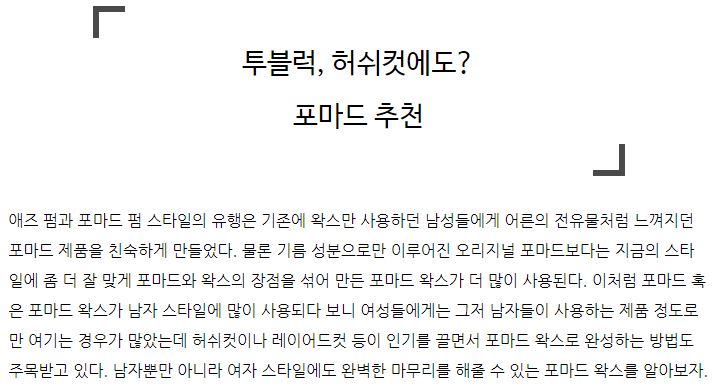 투블럭, 허쉬컷에도?
포마드 추천
애즈 펌과 포마드 펌 스타일의 유행은 기존에 왁스만 사용하던 남성들에게 어른의 전유물처럼 느껴지던
포마드 제품을 친숙하게 만들었다. 물론 기름 성분으로만 이루어진 오리지널 포마드보다는 지금의 스타
일에 좀 더 잘 맞게 포마드와 왁스의 장점을 섞어 만든 포마드 왁스가 더 많이 사용된다. 이처럼 포마드 혹
은 포마드 왁스가 남자 스타일에 많이 사용되다 보니 여성들에게는 그저 남자들이 사용하는 제품 정도로
만 여기는 경우가 많았는데 허쉬컷이나 레이어드컷 등이 인기를 끌면서 포마드 왁스로 완성하는 방법도
주목받고 있다. 남자뿐만 아니라 여자 스타일에도 완벽한 마무리를 해줄 수 있는 포마드 왁스를 알아보자.